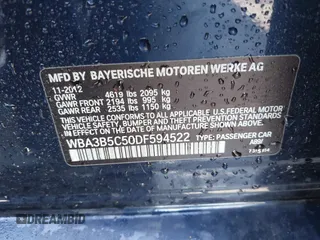 MFD BY BAYERISCHE MOTOREN WERKE AG
11-2012
GVWR 4619 lbs 2095 kg
GAWR FRONT 2194 lbs 995 kg
GAWR REAR 2535 lbs 1150 kg
THIS VEHICLE CONFORMS TO ALL APPLICABLE U.S. FEDERAL MOTOR
VEHICLE SAFETY, BUMPER, AND THEFT PREVENTION STANDARDS IN
EFFECT ON THE DATE OF MANUFACTURE SHOWN ABOVE.
WBA3B5C50DF594522 TYPE: PASSENGER CAR
DREAMBID